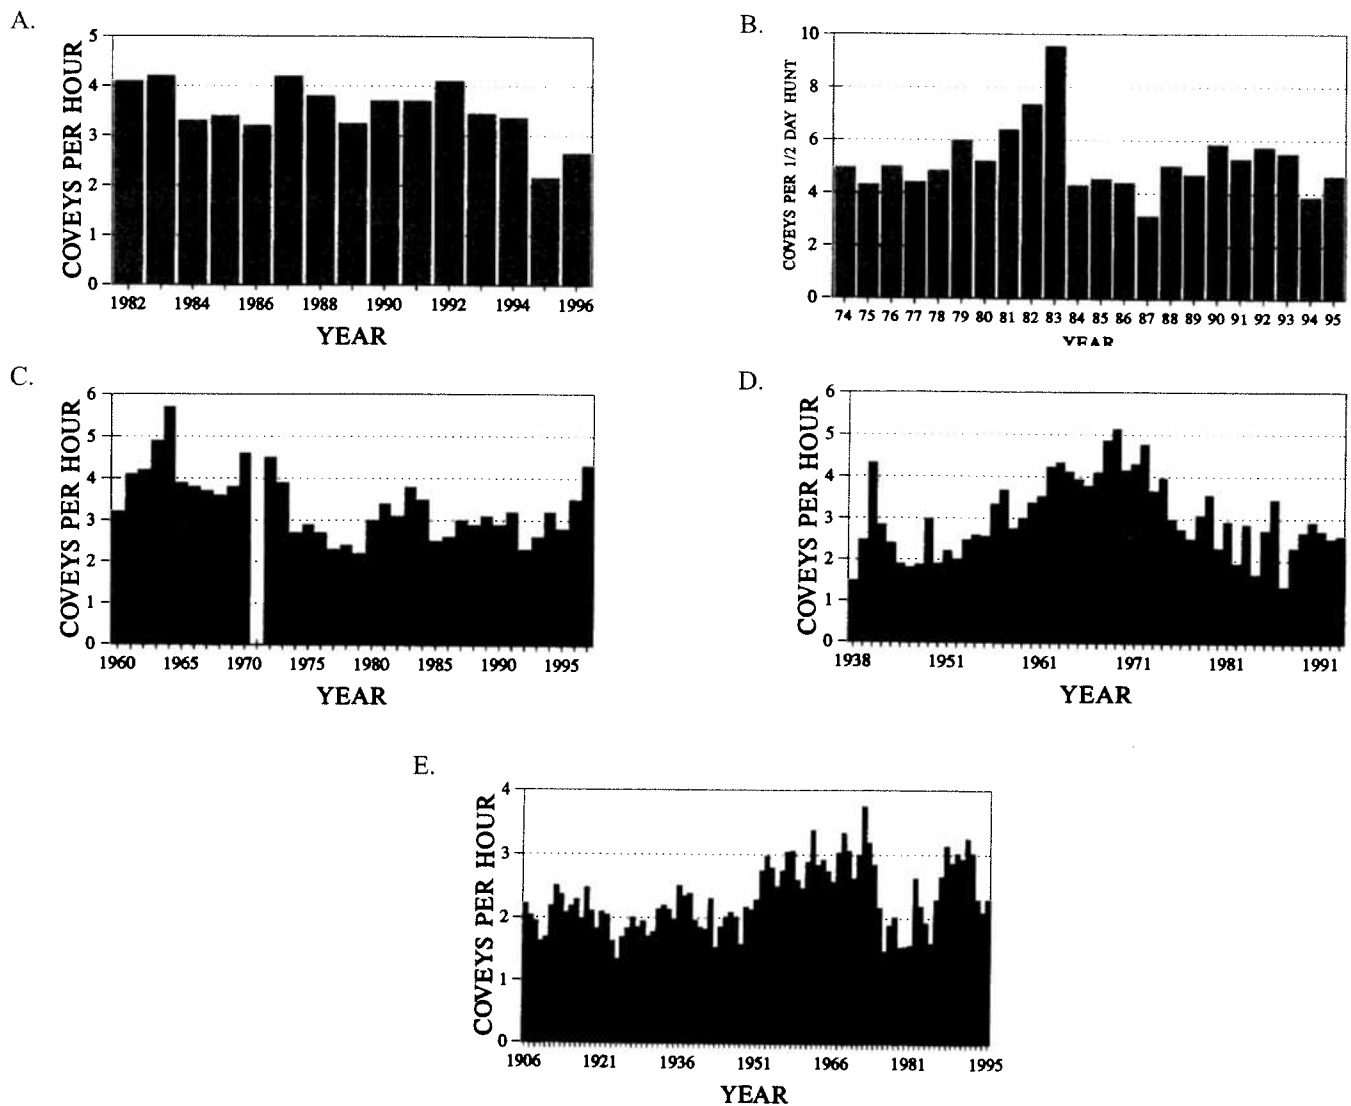 A.
COVEYS PER HOUR
5
4
3
2
1
0
1982 1984 1986 1988 1990 1992 1994 1996
YEAR
B.
COVEYS PER 1/2 DAY HUNT
10
8
6
4
2
0
74 75 76 77 78 79 80 81 82 83 84 85 86 87 88 89 90 91 92 93 94 95
YEAR
C.
COVEYS PER HOUR
6
5
4
3
2
1
0
1960 1965 1970 1975 1980 1985 1990 1995
YEAR
D.
COVEYS PER HOUR
6
5
4
3
2
1
0
1938 1951 1961 1971 1981 1991
YEAR
E.
COVEYS PER HOUR
4
3
2
1
0
1906 1921 1936 1951 1966 1981 1995
YEAR